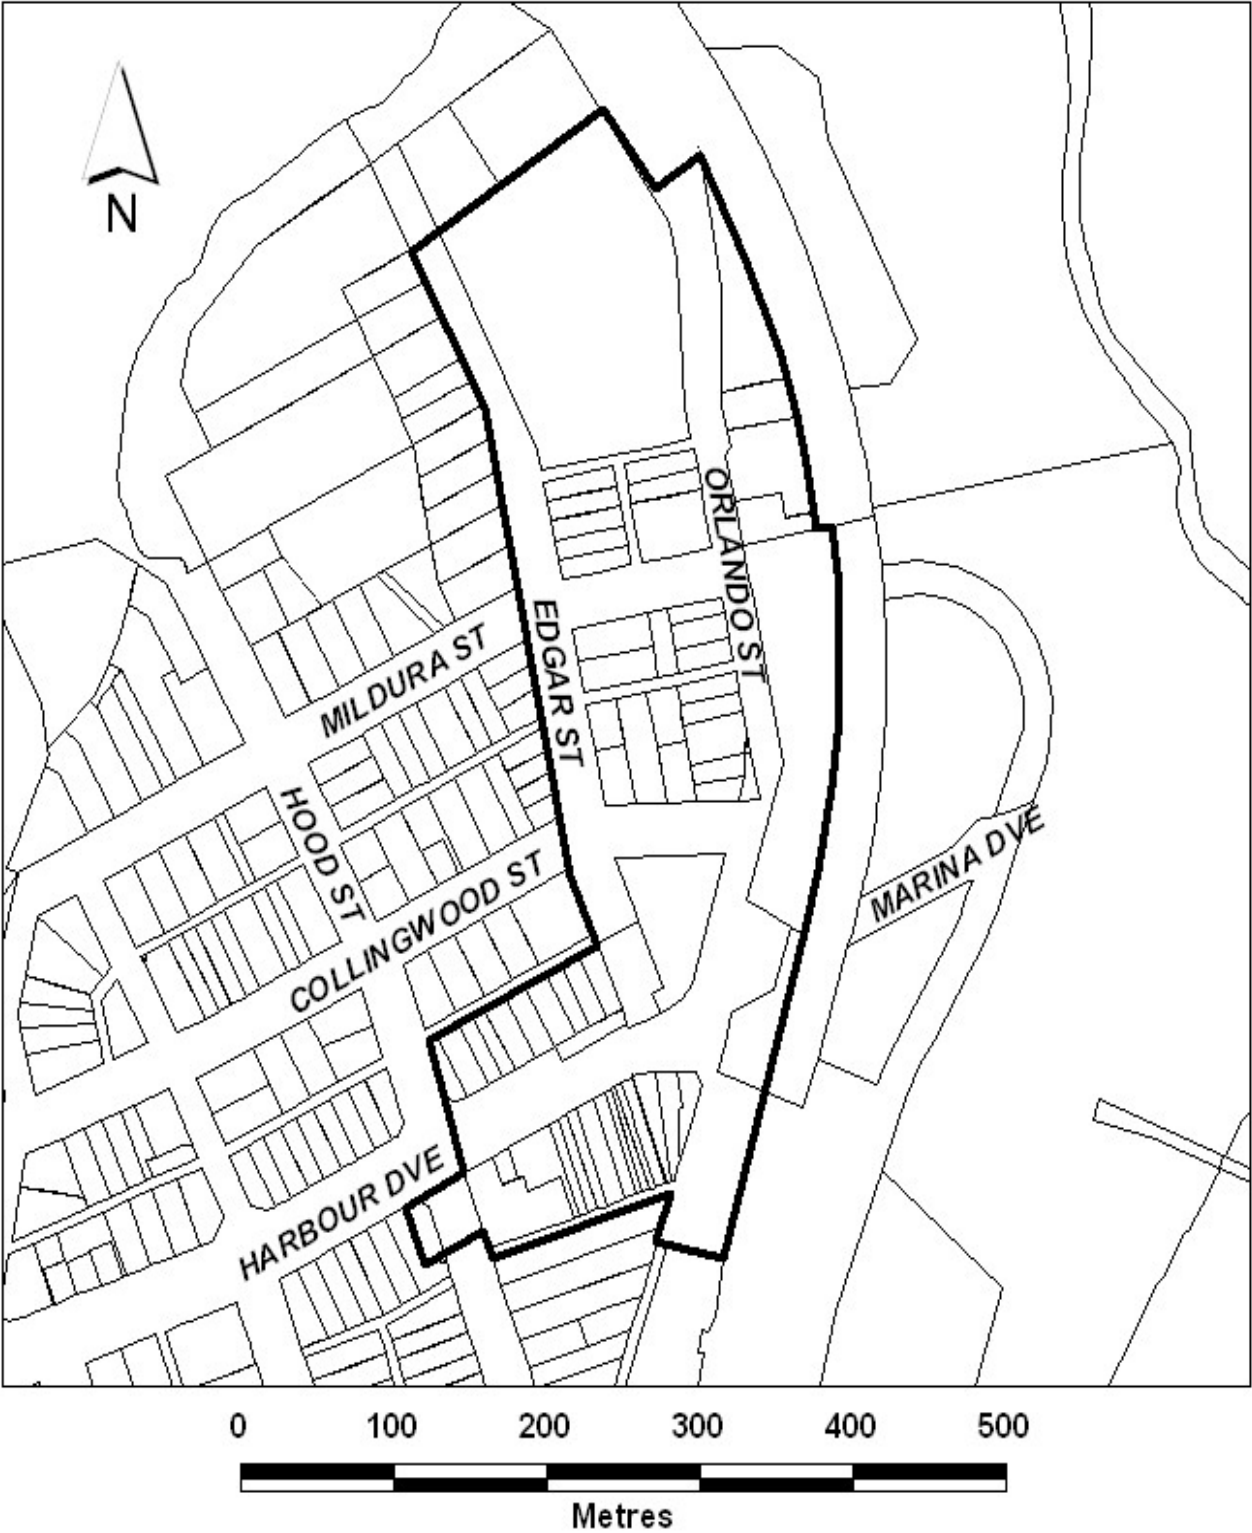 N
ORLANDO ST
EDGAR ST
MILDURA ST
HOOD ST
MARINA DVE
COLLINGWOOD ST
HARBOUR DVE
0 100 200 300 400 500
Metres